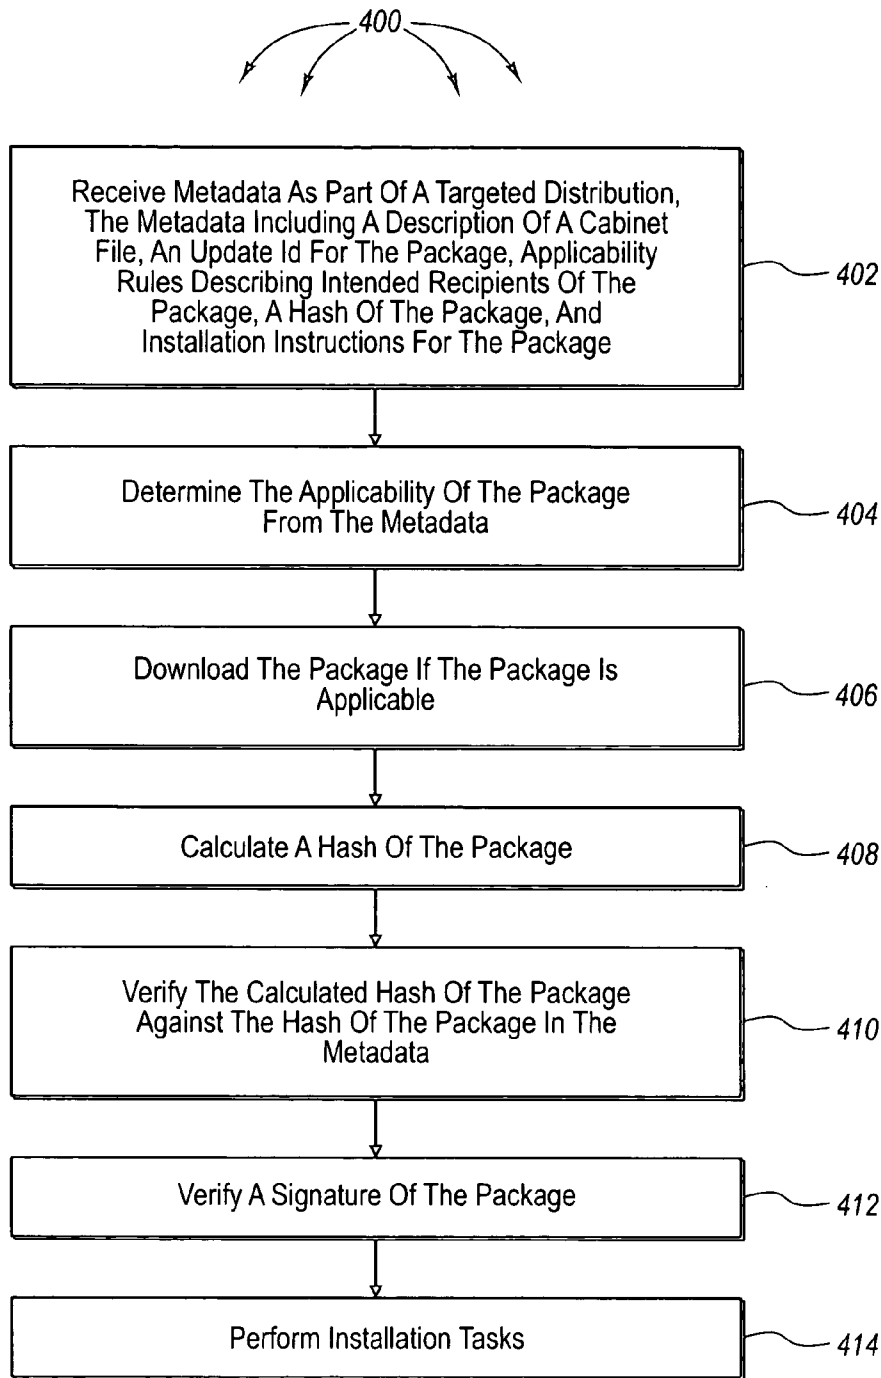 400
Receive Metadata As Part Of A Targeted Distribution,
The Metadata Including A Description Of A Cabinet
File, An Update Id For The Package, Applicability
Rules Describing Intended Recipients Of The
Package, A Hash Of The Package, And
Installation Instructions For The Package
402
Determine The Applicability Of The Package
From The Metadata
404
Download The Package If The Package Is
Applicable
406
Calculate A Hash Of The Package
408
Verify The Calculated Hash Of The Package
Against The Hash Of The Package In The
Metadata
410
Verify A Signature Of The Package
412
Perform Installation Tasks
414